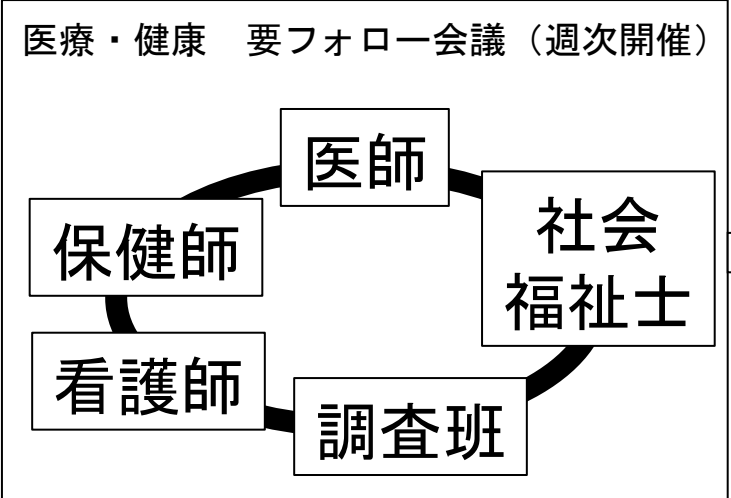 医療・健康　要フォロー会議（週次開催）
医師
社会
福祉士
保健師
看護師
調査班